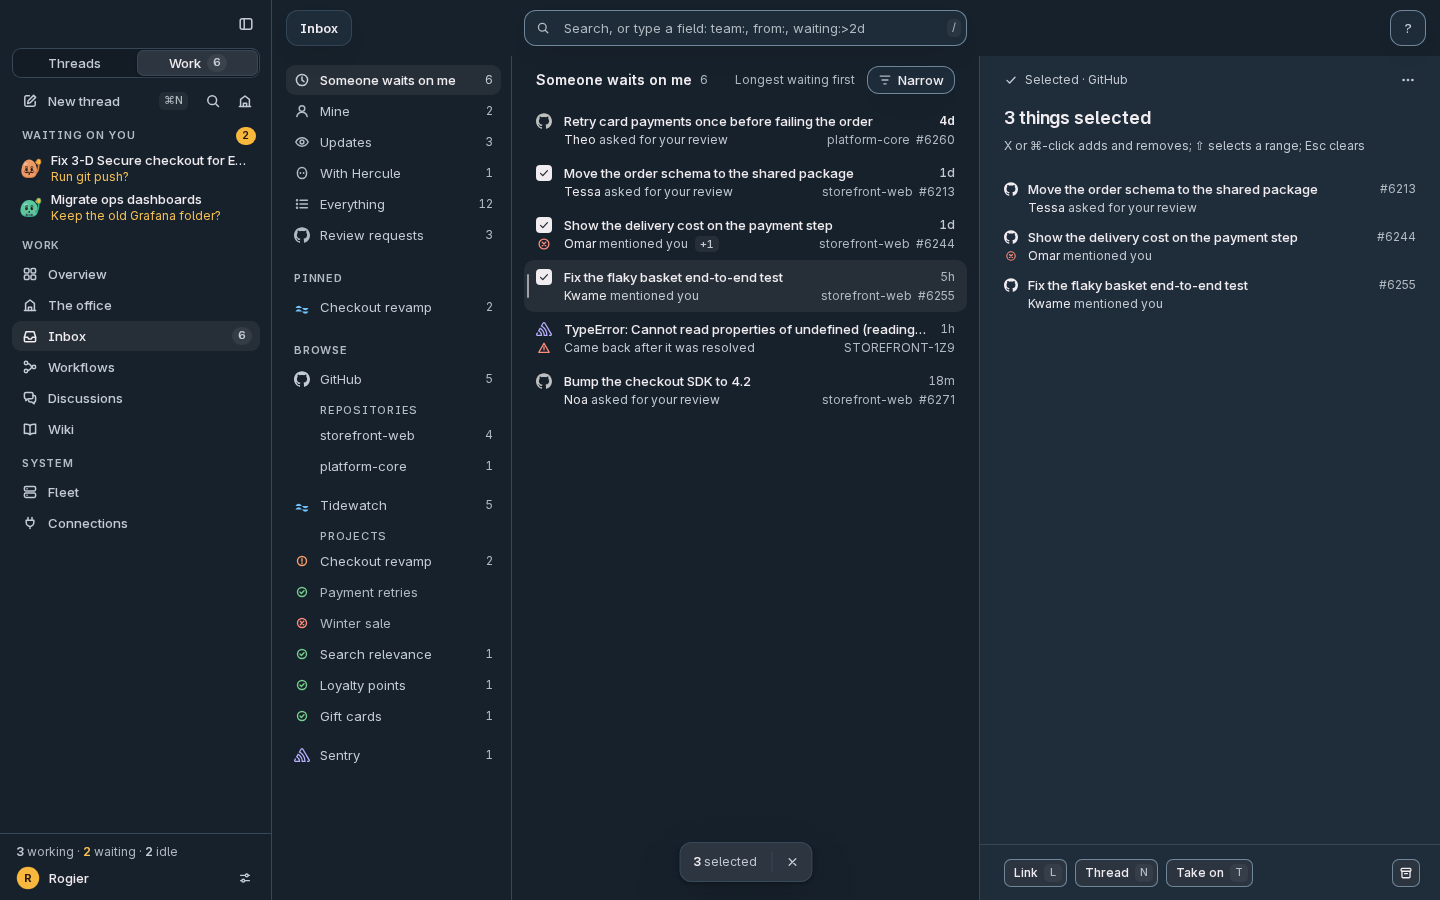 Threads
Work 6
New thread ⌘N
WAITING ON YOU 2
Fix 3-D Secure checkout for E…
Run git push?
Migrate ops dashboards
Keep the old Grafana folder?
WORK
Overview
The office
Inbox 6
Workflows
Discussions
Wiki
SYSTEM
Fleet
Connections
3 working · 2 waiting · 2 idle
R Rogier
Inbox
Someone waits on me 6
Mine 2
Updates 3
With Hercule 1
Everything 12
Review requests 3
PINNED
Checkout revamp 2
BROWSE
GitHub 5
REPOSITORIES
storefront-web 4
platform-core 1
Tidewatch 5
PROJECTS
Checkout revamp 2
Payment retries
Winter sale
Search relevance 1
Loyalty points 1
Gift cards 1
Sentry 1
Search, or type a field: team:, from:, waiting:>2d /
Someone waits on me 6 Longest waiting first Narrow
Retry card payments once before failing the order 4d
Theo asked for your review platform-core #6260
Move the order schema to the shared package 1d
Tessa asked for your review storefront-web #6213
Show the delivery cost on the payment step 1d
Omar mentioned you +1 storefront-web #6244
Fix the flaky basket end-to-end test 5h
Kwame mentioned you storefront-web #6255
TypeError: Cannot read properties of undefined (reading… 1h
Came back after it was resolved STOREFRONT-1Z9
Bump the checkout SDK to 4.2 18m
Noa asked for your review storefront-web #6271
3 selected
?
Selected · GitHub
3 things selected
X or ⌘-click adds and removes; ⇧ selects a range; Esc clears
Move the order schema to the shared package #6213
Tessa asked for your review
Show the delivery cost on the payment step #6244
Omar mentioned you
Fix the flaky basket end-to-end test #6255
Kwame mentioned you
Link L
Thread N
Take on T